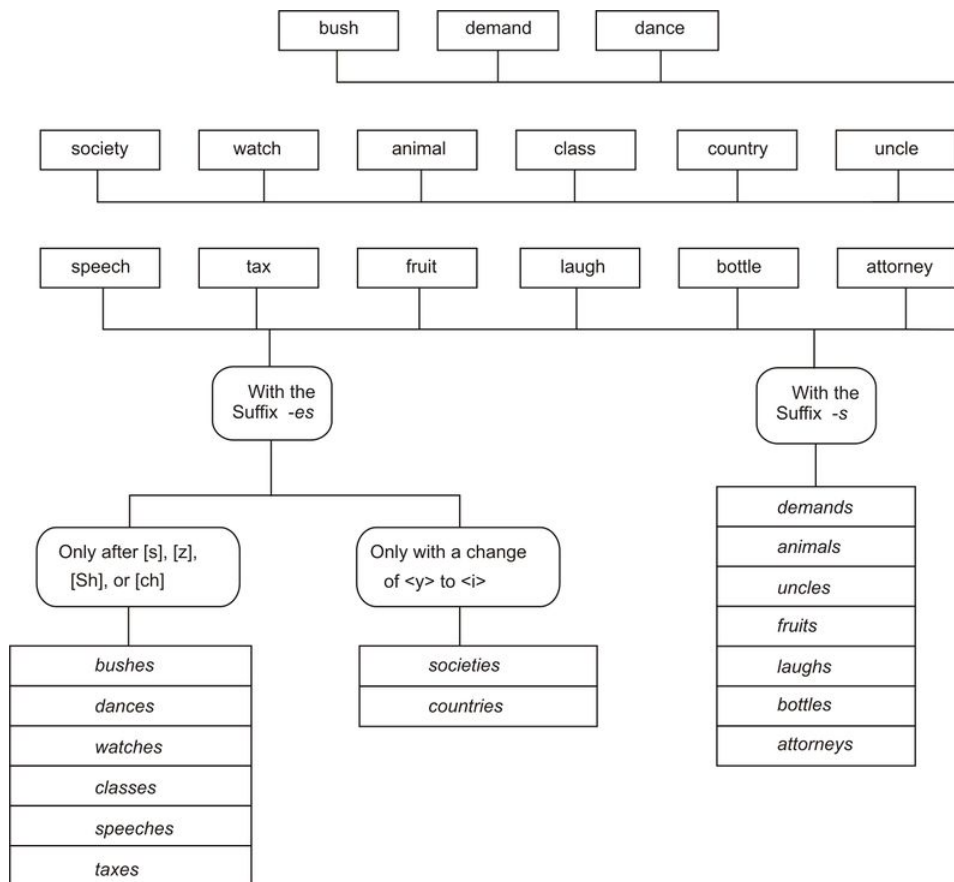 bush demand dance
society watch animal class country uncle
speech tax fruit laugh bottle attorney
With the
Suffix -es
With the
Suffix -s
Only after [s], [z],
[Sh], or [ch]
Only with a change
of <y> to <i>
bushes
dances
watches
classes
speeches
taxes
societies
countries
demands
animals
uncles
fruits
laughs
bottles
attorneys